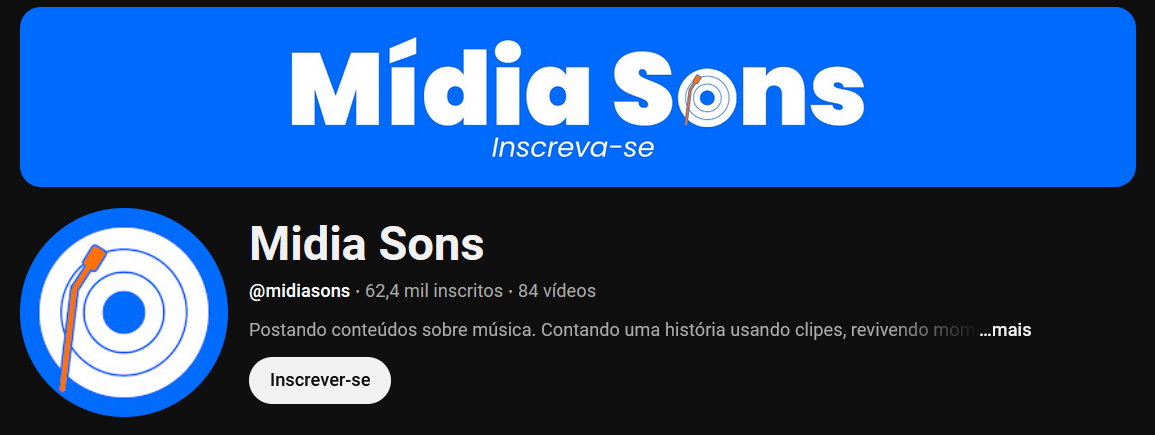 Mídia Sons
Inscreva-se
Midia Sons
@midiasons · 62,4 mil inscritos · 84 vídeos
Postando conteúdos sobre música. Contando uma história usando clipes, revivendo mom ...mais
Inscrever-se